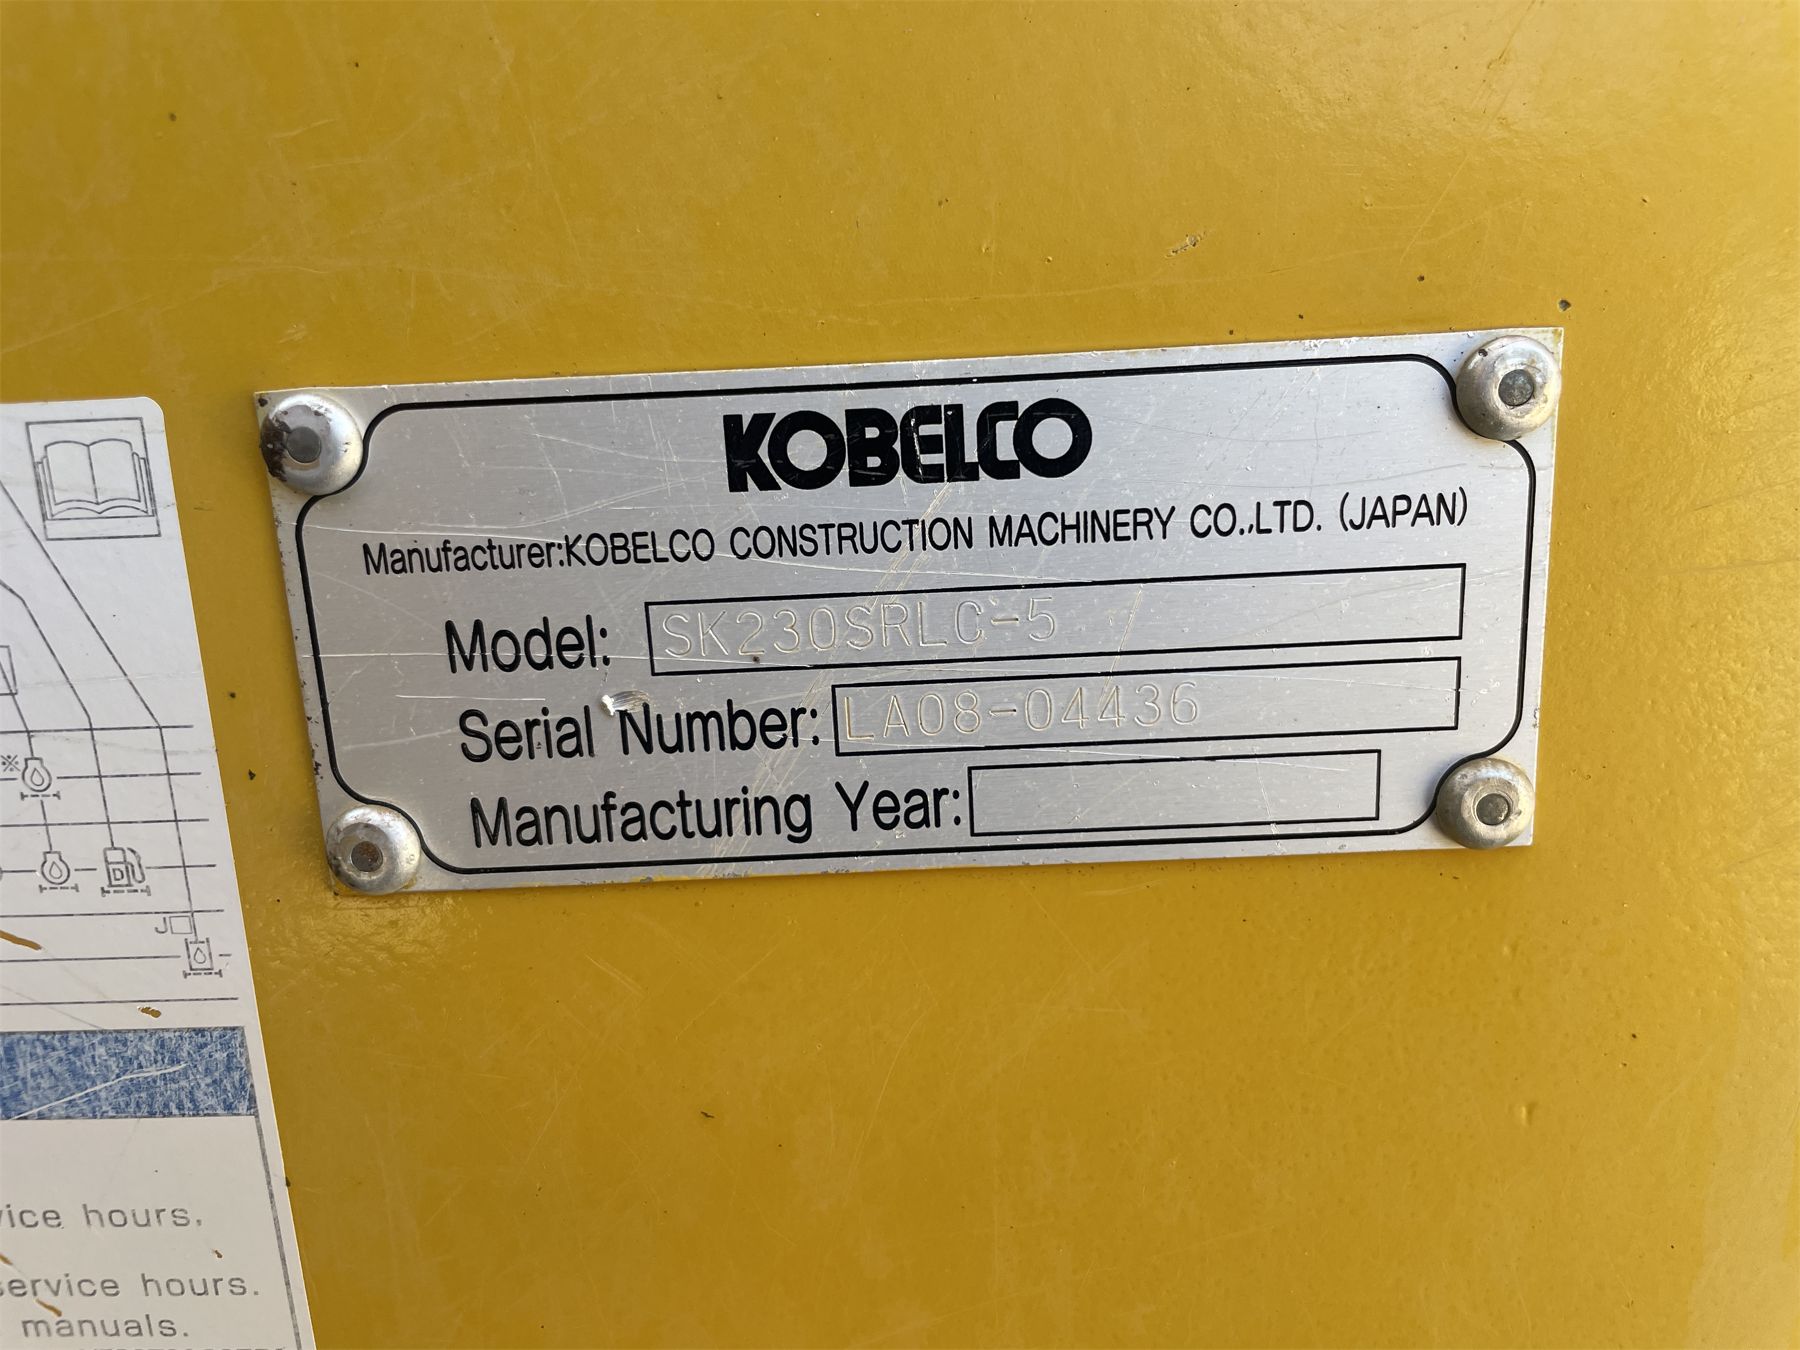 KOBELCO
Manufacturer:KOBELCO CONSTRUCTION MACHINERY CO.,LTD. (JAPAN)
Model: SK230SRLC-5
Serial Number: LA08-04436
Manufacturing Year:
※
D
J
hours.
service hours.
manuals.